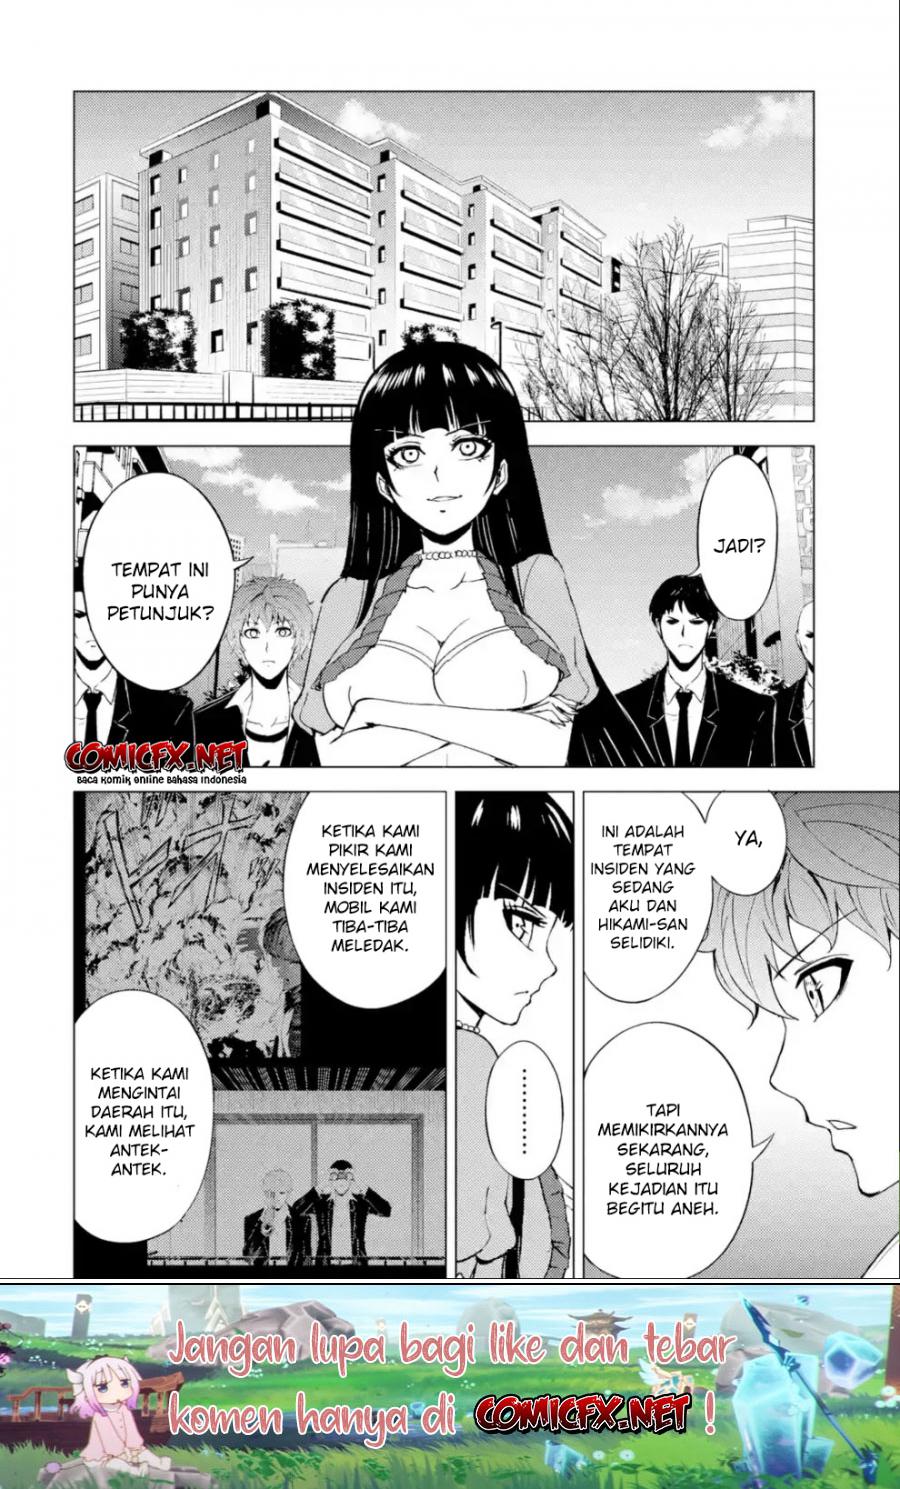 JADI?
TEMPAT INI
PUNYA
PETUNJUK?
COMICFX.NET
Baca Komik Online Bahasa Indonesia
YA,
INI ADALAH
TEMPAT
INSIDEN YANG
SEDANG
AKU DAN
HIKAMI-SAN
SELIDIKI.
TAPI
MEMIKIRKANNYA
SEKARANG,
SELURUH
KEJADIAN ITU
BEGITU ANEH.
..........
KETIKA KAMI
PIKIR KAMI
MENYELESAIKAN
INSIDEN ITU,
MOBIL KAMI
TIBA-TIBA
MELEDAK.
KETIKA KAMI
MENGINTAI
DAERAH ITU,
KAMI MELIHAT
ANTEK-
ANTEK.
Jangan lupa bagi like dan tebar
komen hanya di COMICFX.NET !